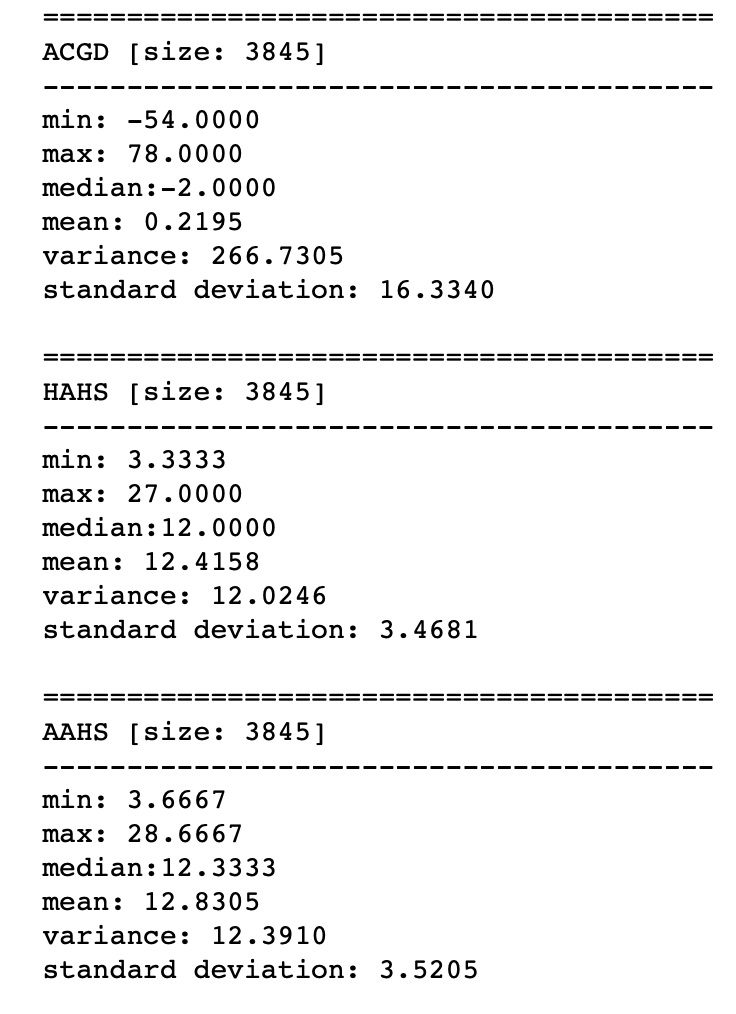 ========================================
ACGD [size: 3845]
----------------------------------------
min: -54.0000
max: 78.0000
median:-2.0000
mean: 0.2195
variance: 266.7305
standard deviation: 16.3340
========================================
HAHS [size: 3845]
----------------------------------------
min: 3.3333
max: 27.0000
median:12.0000
mean: 12.4158
variance: 12.0246
standard deviation: 3.4681
========================================
AAHS [size: 3845]
----------------------------------------
min: 3.6667
max: 28.6667
median:12.3333
mean: 12.8305
variance: 12.3910
standard deviation: 3.5205